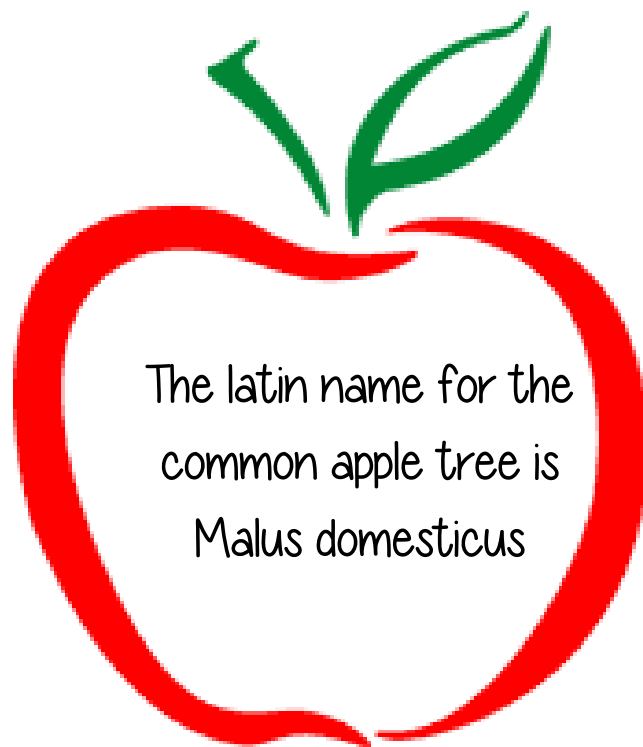 The latin name for the
common apple tree is
Malus domesticus